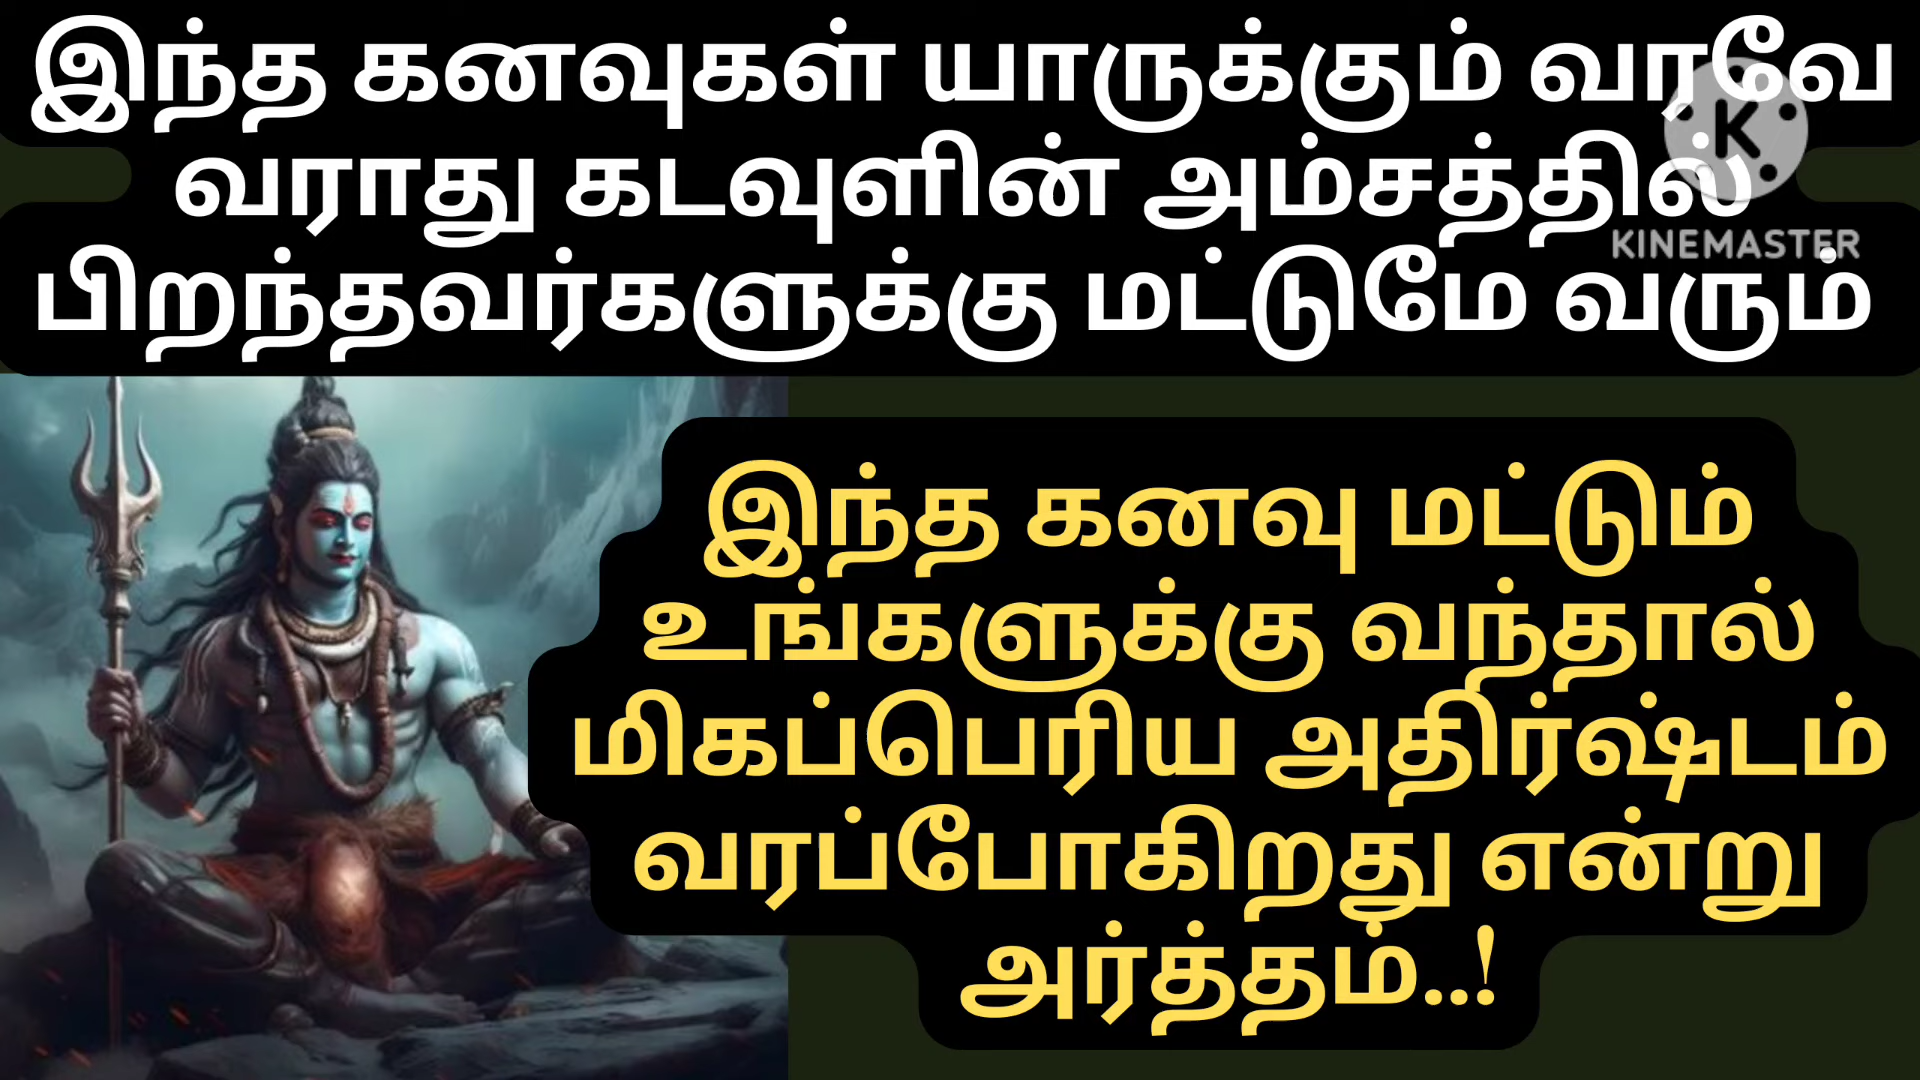 இந்த கனவுகள் யாருக்கும் வரவே
வராது கடவுளின் அம்சத்தில்
பிறந்தவர்களுக்கு மட்டுமே வரும்
K
KINEMASTER
இந்த கனவு மட்டும்
உங்களுக்கு வந்தால்
மிகப்பெரிய அதிர்ஷ்டம்
வரப்போகிறது என்று
அர்த்தம்..!